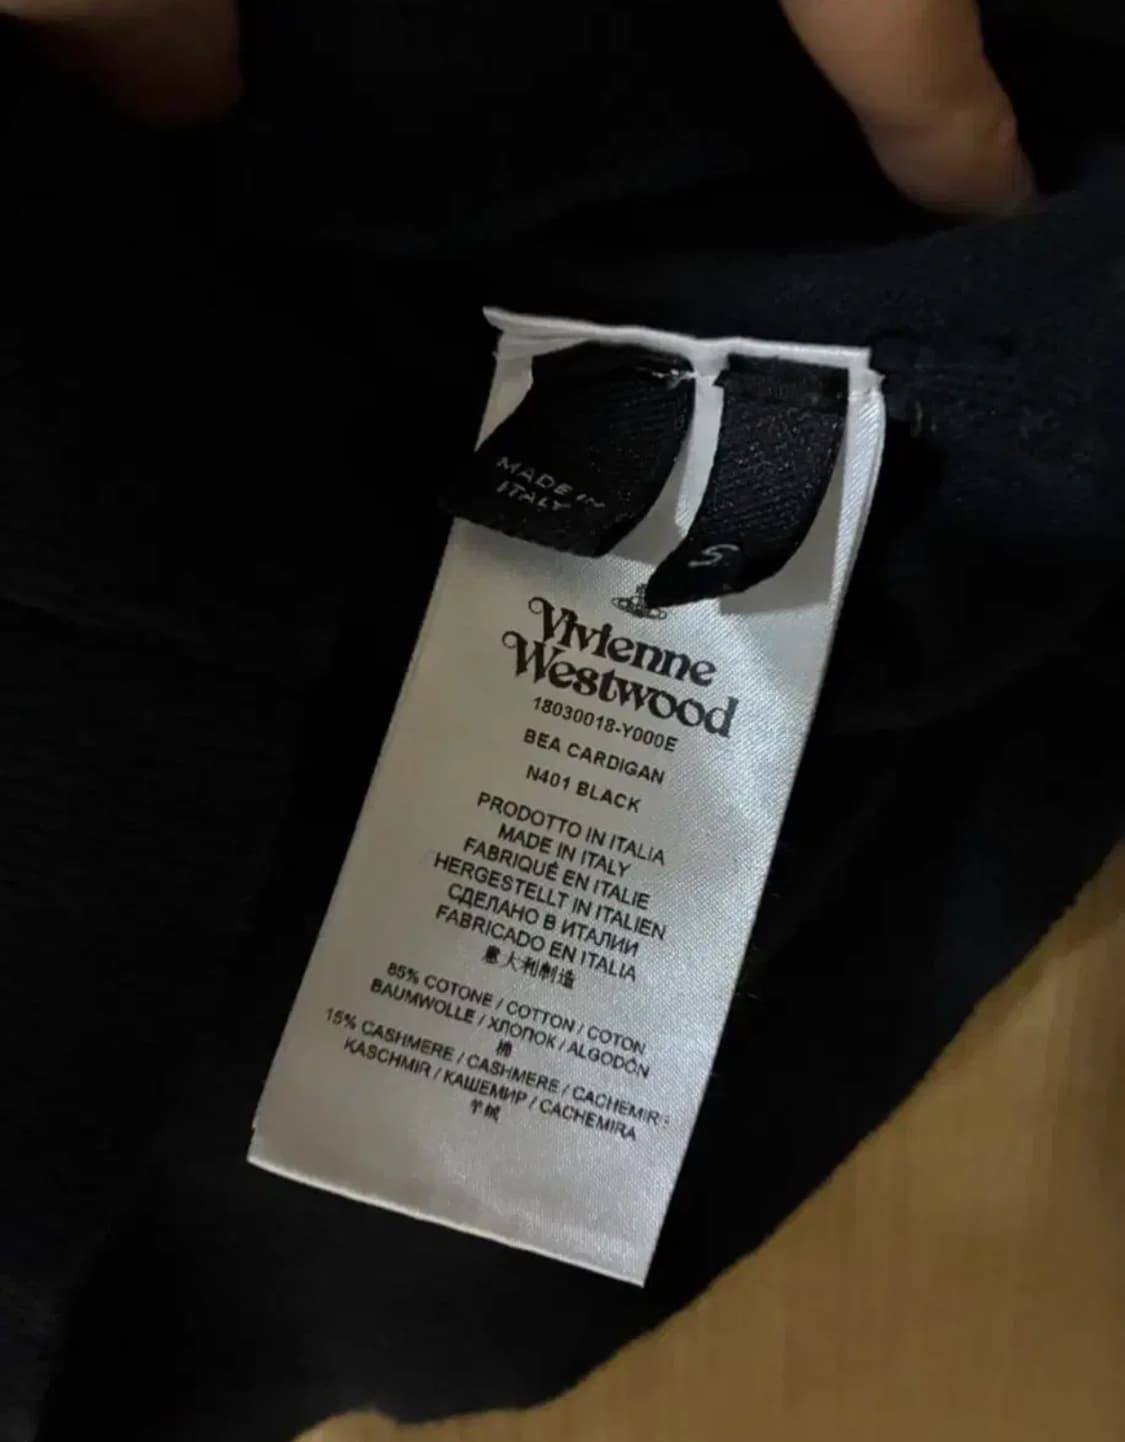 MADE IN
ITALY
S
Vivienne
Westwood
18030018-Y000E
BEA CARDIGAN
N401 BLACK
PRODOTTO IN ITALIA
MADE IN ITALY
FABRIQUÉ EN ITALIE
HERGESTELLT IN ITALIEN
СДЕЛАНО В ИТАЛИИ
FABRICADO EN ITALIA
意大利制造
85% COTONE / COTTON / COTON
BAUMWOLLE / ХЛОПОК / ALGODÓN
棉
15% CASHMERE / CASHMERE / CACHEMIRE
KASCHMIR / КАШЕМИР / CACHEMIRA
羊绒